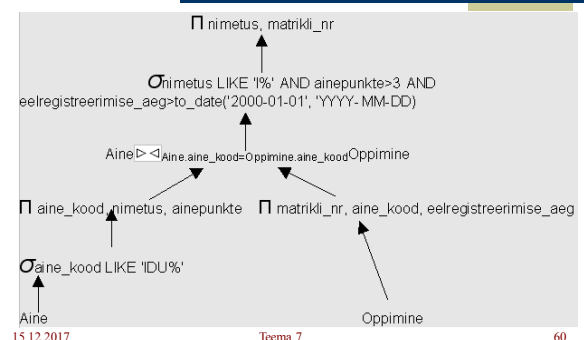 Π nimetus, matrikli_nr
σnimetus LIKE 'I%' AND ainepunkte>3 AND
eelregistreerimise_aeg>to_date('2000-01-01', 'YYYY-MM-DD)
Aine▷◁Aine.aine_kood=Oppimine.aine_koodOppimine
Π aine_kood, nimetus, ainepunkte Π matrikli_nr, aine_kood, eelregistreerimise_aeg
σaine_kood LIKE 'IDU%'
Aine Oppimine
15.12.2017 Teema 7 60